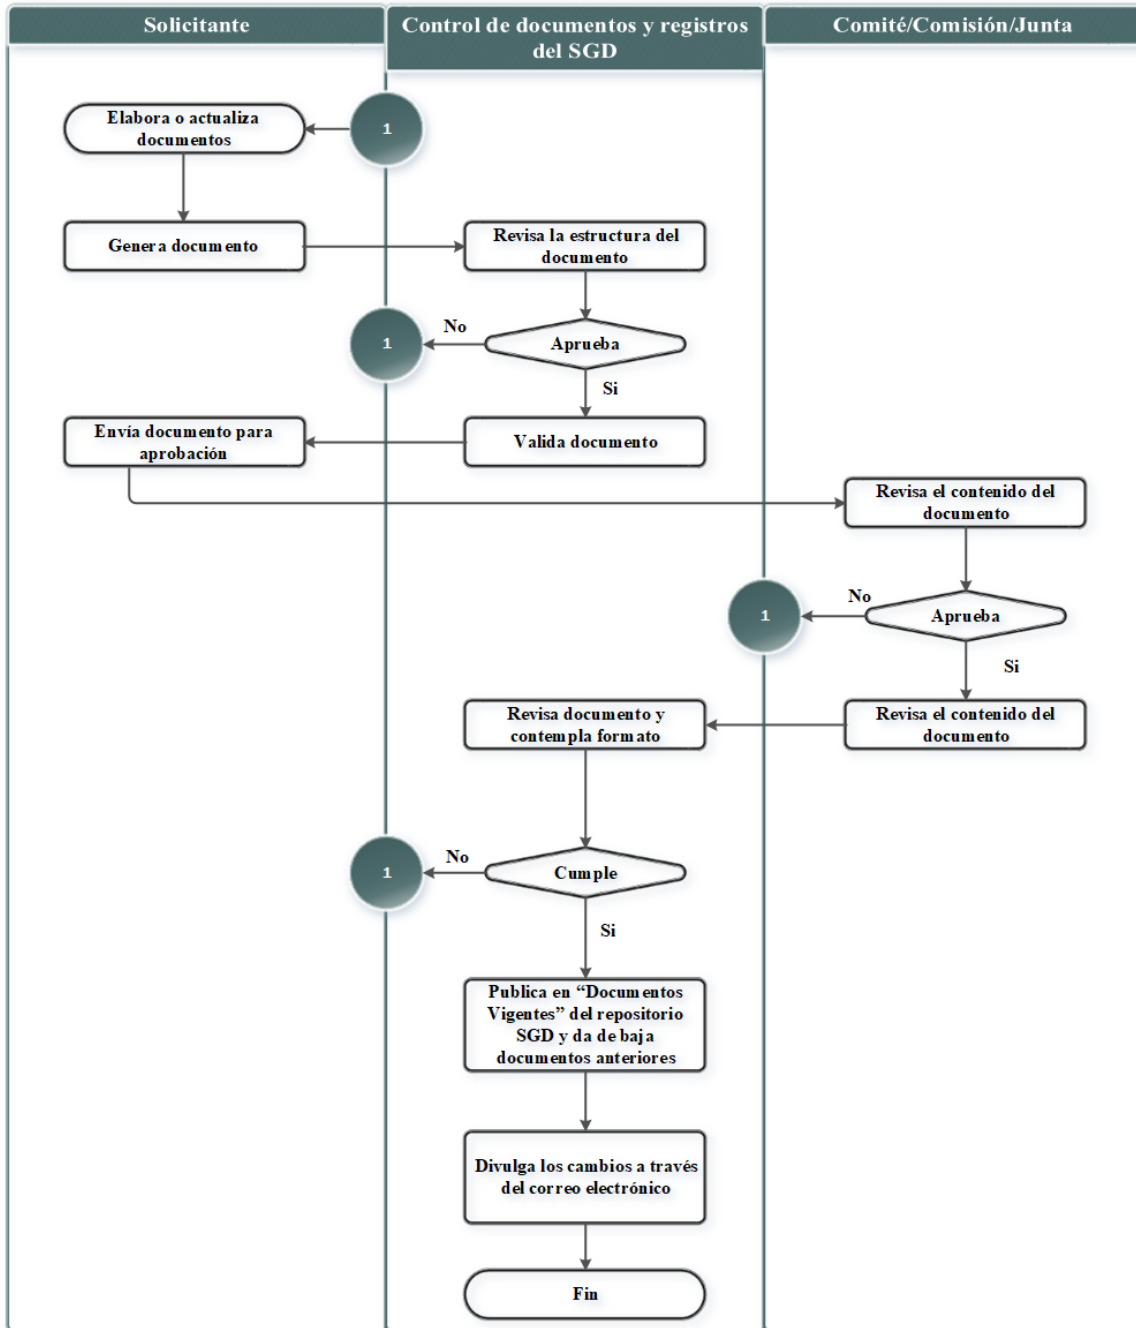 Solicitante
Control de documentos y registros
del SGD
Comité/Comisión/Junta
Elabora o actualiza
documentos
1
Genera documento
Revisa la estructura del
documento
1
No
Aprueba
Si
Envía documento para
aprobación
Valida documento
Revisa el contenido del
documento
1
No
Aprueba
Si
Revisa documento y
contempla formato
Revisa el contenido del
documento
1
No
Cumple
Si
Publica en “Documentos
Vigentes” del repositorio
SGD y da de baja
documentos anteriores
Divulga los cambios a través
del correo electrónico
Fin